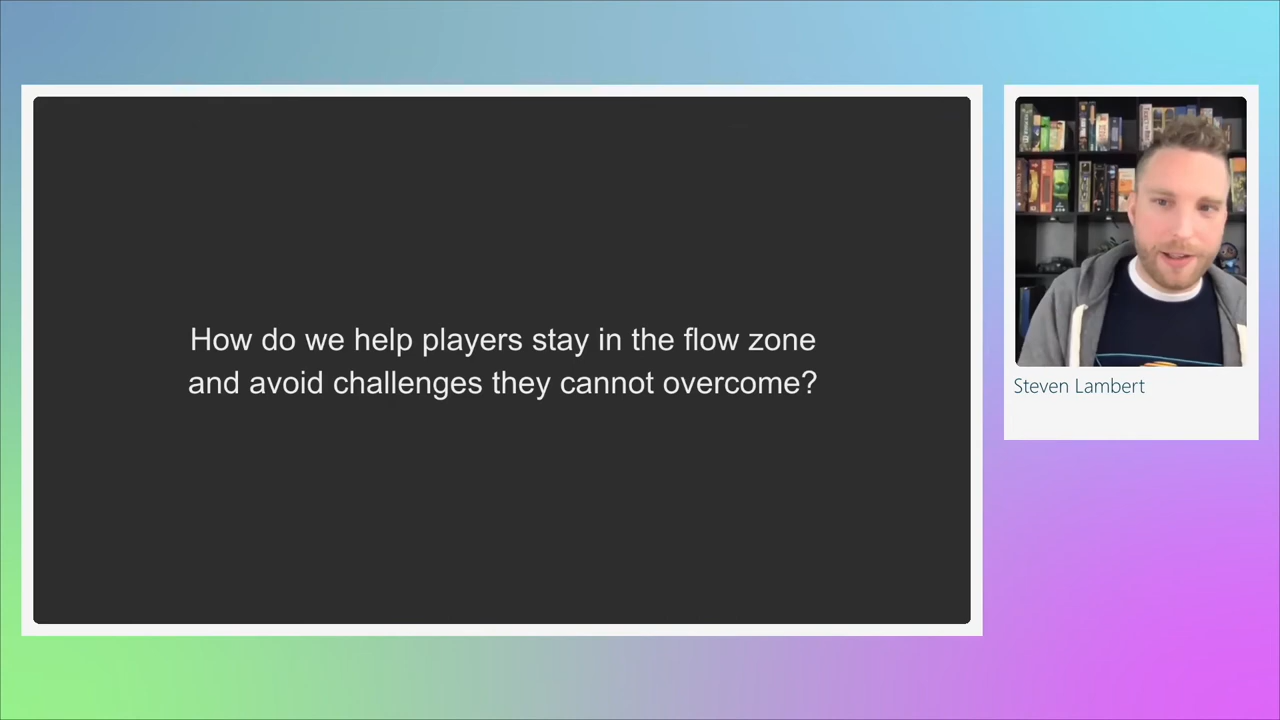 How do we help players stay in the flow zone
and avoid challenges they cannot overcome?
Steven Lambert